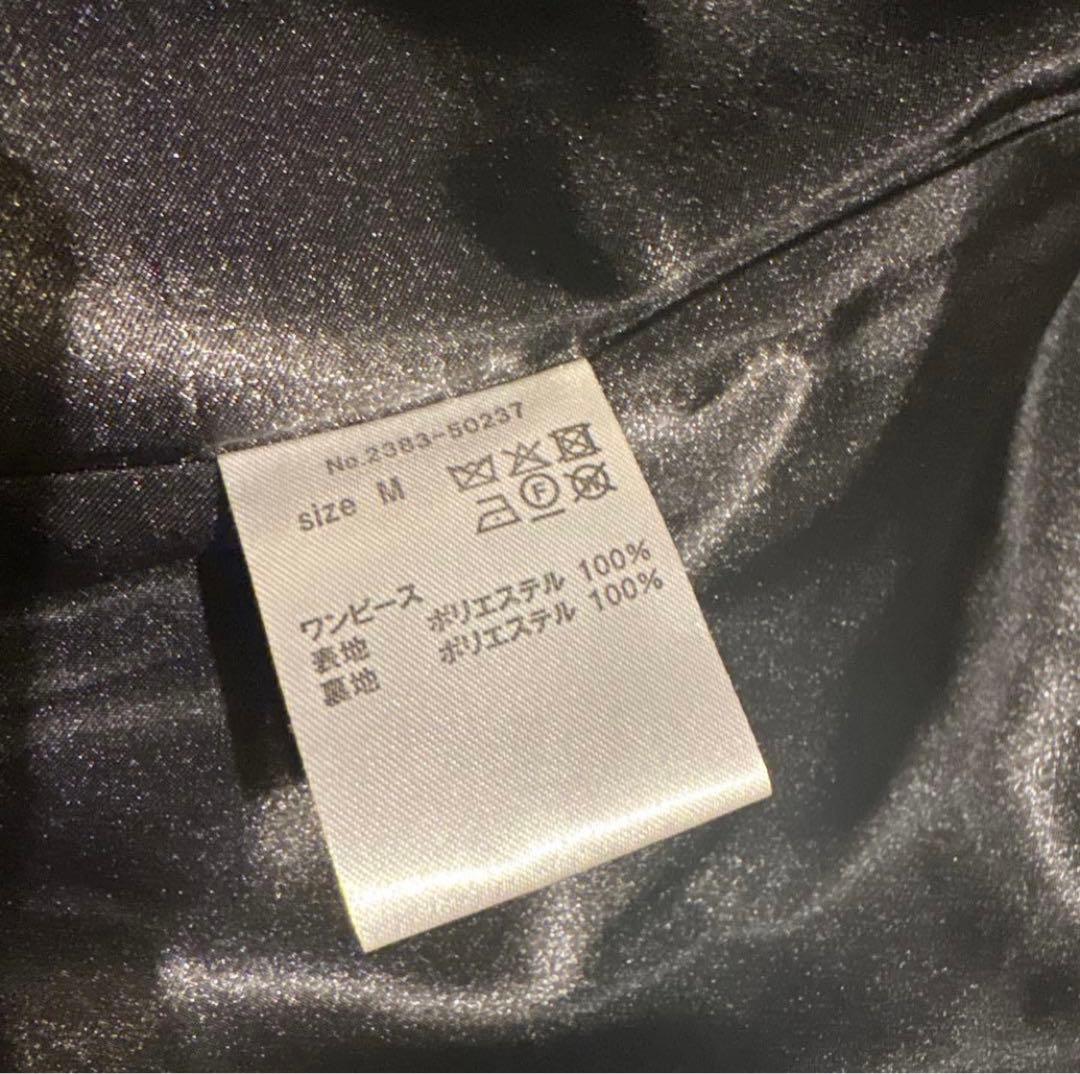 No.2383-50237
size M
F W
ワンピース
表地 ポリエステル 100%
裏地 ポリエステル 100%